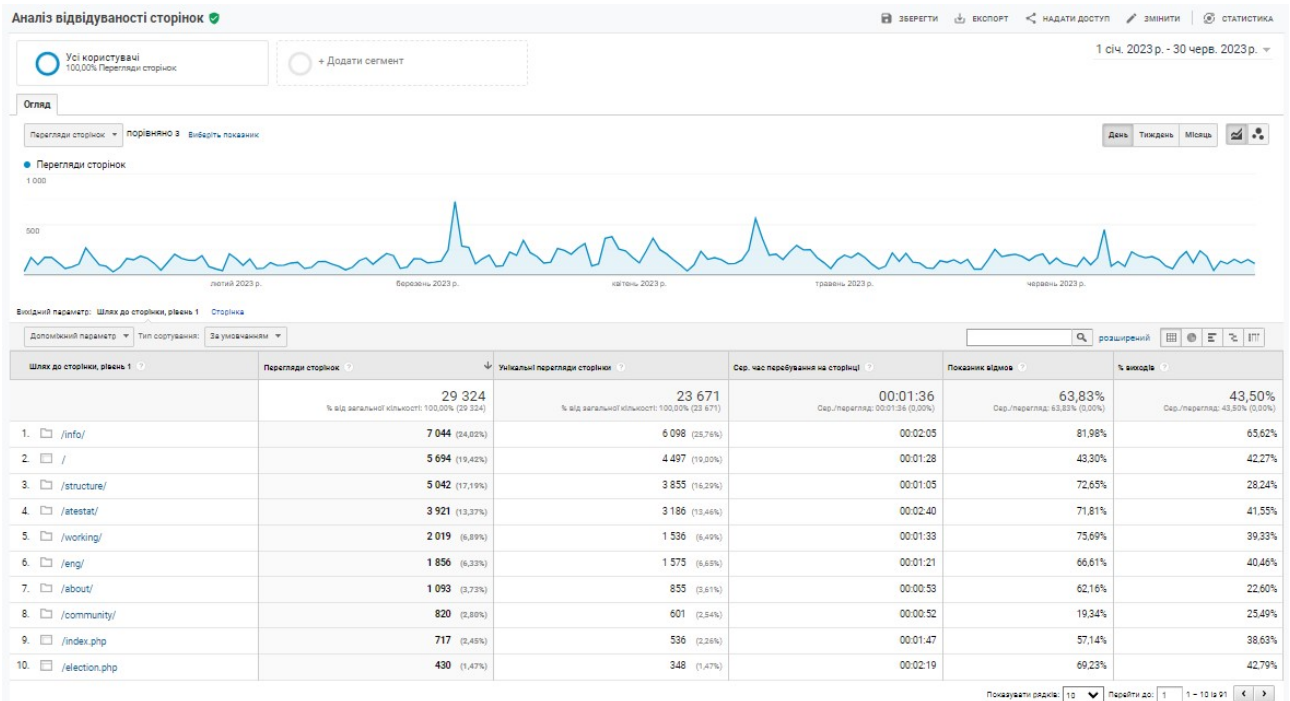 Аналіз відвідуваності сторінок
ЗБЕРЕГТИ ЕКСПОРТ НАДАТИ ДОСТУП ЗМІНИТИ СТАТИСТИКА
Усі користувачі
100,00% Перегляди сторінок
+ Додати сегмент
1 січ. 2023 р. - 30 черв. 2023 р.
Огляд
Перегляди сторінок порівняно з Виберіть показник
День Тиждень Місяць
Перегляди сторінок
1 000
500
лютий 2023 р. березень 2023 р. квітень 2023 р. травень 2023 р. червень 2023 р.
Вихідний параметр: Шлях до сторінки, рівень 1 Сторінка
Допоміжний параметр Тип сортування: За умовчанням розширений
Шлях до сторінки, рівень 1 ? Перегляди сторінок ? Унікальні перегляди сторінки ? Сер. час перебування на сторінці ? Показник відмов ? % виходів ?
29 324 23 671 00:01:36 63,83% 43,50%
% від загальної кількості: 100,00% (29 324) % від загальної кількості: 100,00% (23 671) Сер./перегляд: 00:01:36 (0,00%) Сер./перегляд: 63,83% (0,00%) Сер./перегляд: 43,50% (0,00%)
1. /info/ 7 044 (24,02%) 6 098 (25,76%) 00:02:05 81,98% 65,62%
2. / 5 694 (19,42%) 4 497 (19,00%) 00:01:28 43,30% 42,27%
3. /structure/ 5 042 (17,19%) 3 855 (16,29%) 00:01:05 72,65% 28,24%
4. /atestat/ 3 921 (13,37%) 3 186 (13,46%) 00:02:40 71,81% 41,55%
5. /working/ 2 019 (6,89%) 1 536 (6,49%) 00:01:33 75,69% 39,33%
6. /eng/ 1 856 (6,33%) 1 575 (6,65%) 00:01:21 66,61% 40,46%
7. /about/ 1 093 (3,73%) 855 (3,61%) 00:00:53 62,16% 22,60%
8. /community/ 820 (2,80%) 601 (2,54%) 00:00:52 19,34% 25,49%
9. /index.php 717 (2,45%) 536 (2,26%) 00:01:47 57,14% 38,63%
10. /election.php 430 (1,47%) 348 (1,47%) 00:02:19 69,23% 42,79%
Показувати рядків: 10 Перейти до: 1 1 – 10 із 91